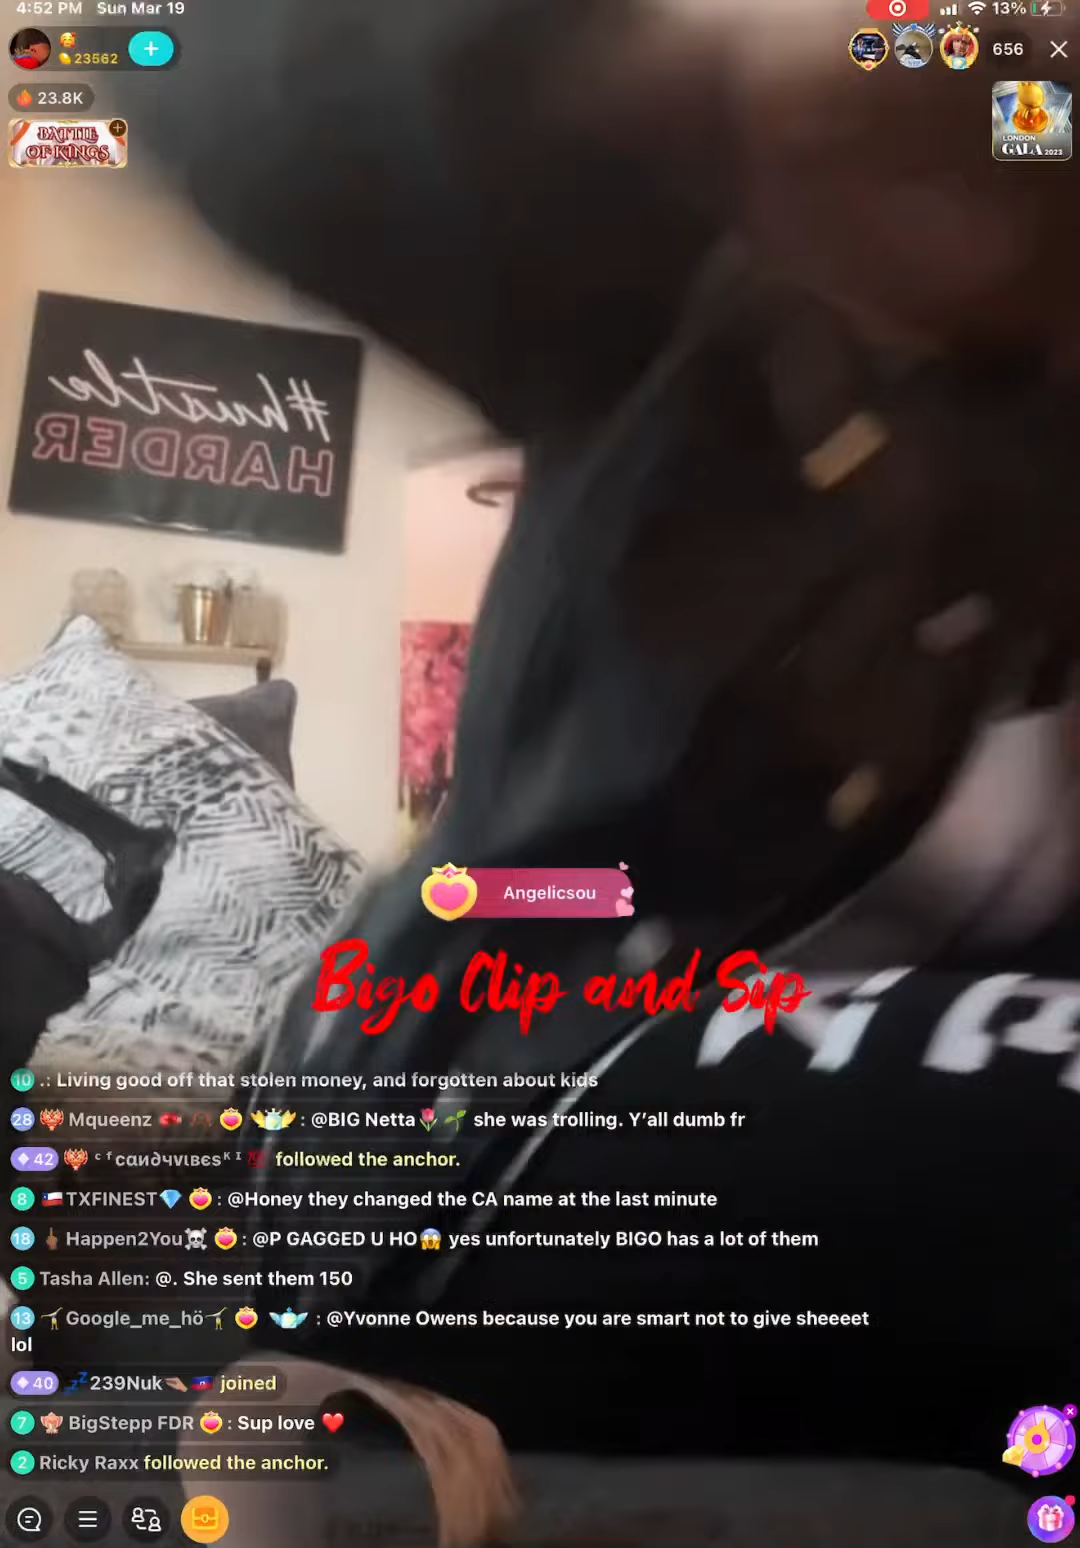 4:52 PM Sun Mar 19
13%
🥰
23562
656
23.8K
BATTLE
OF KINGS
LONDON
GALA 2023
#hustle
HARDER
Angelicsou
Bigo Clip and Sip
10 .: Living good off that stolen money, and forgotten about kids
28 Mqueenz : @BIG Netta🌷🌱 she was trolling. Y'all dumb fr
42 ᶜᶠcαи∂чvιвєsᴷᴵ followed the anchor.
8 🇨🇱TXFINEST💎 : @Honey they changed the CA name at the last minute
18 Happen2You☠️ : @P GAGGED U HO😱 yes unfortunately BIGO has a lot of them
5 Tasha Allen: @. She sent them 150
13 Google_me_hö : @Yvonne Owens because you are smart not to give sheeeet
lol
40 💤239Nuk 🇭🇹 joined
7 BigStepp FDR : Sup love ❤️
2 Ricky Raxx followed the anchor.